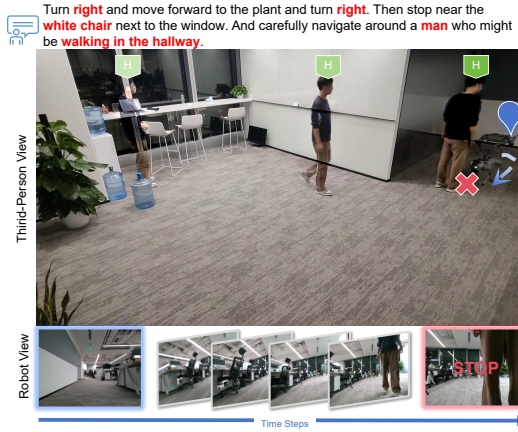 Turn right and move forward to the plant and turn right. Then stop near the
white chair next to the window. And carefully navigate around a man who might
be walking in the hallway.
H
H
H
Thirid-Person View
Robot View
STOP
Time Steps